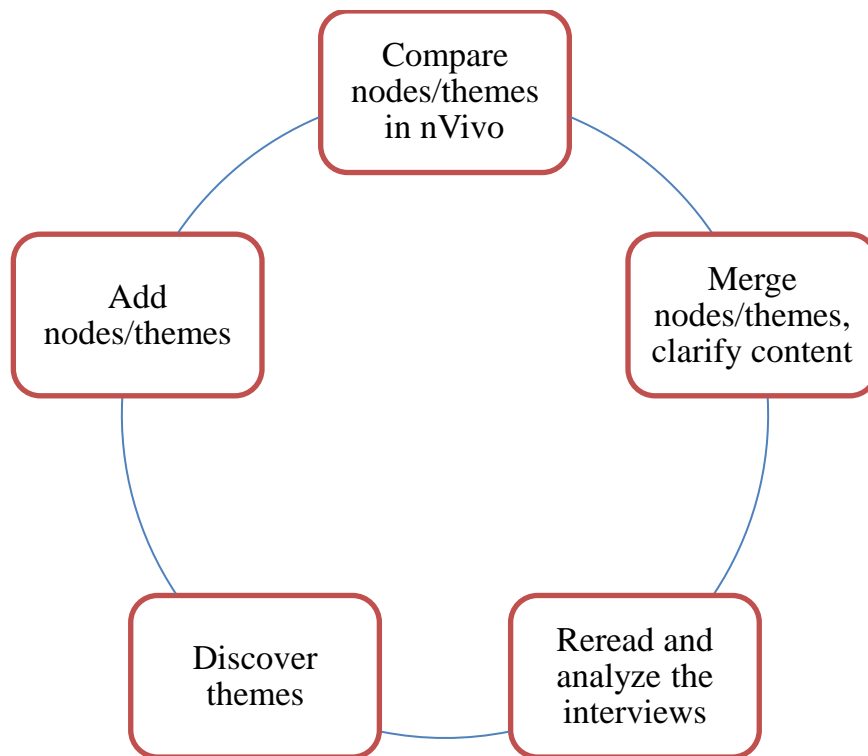 Compare
nodes/themes
in nVivo
Merge
nodes/themes,
clarify content
Reread and
analyze the
interviews
Discover
themes
Add
nodes/themes